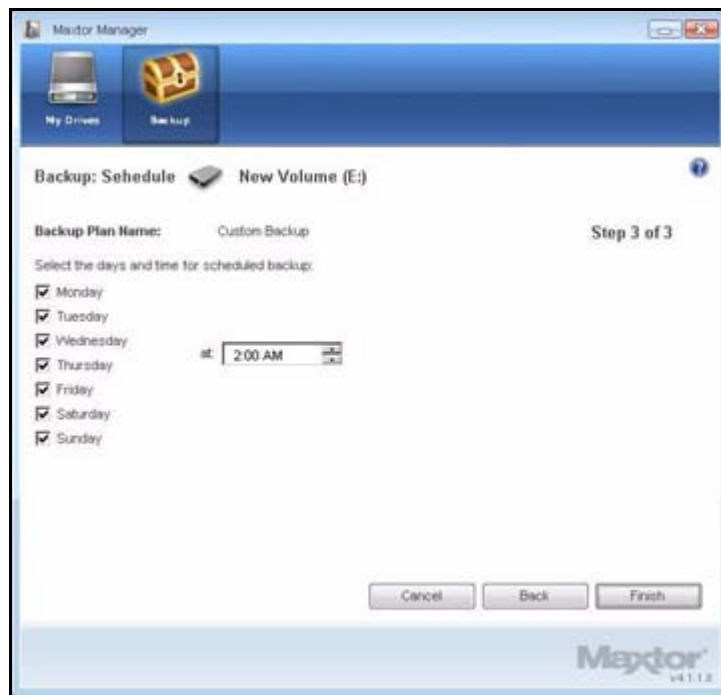 Maxtor Manager
My Drives
Backup
Backup: Schedule New Volume (E:)
Backup Plan Name: Custom Backup
Step 3 of 3
Select the days and time for scheduled backup:
Monday
Tuesday
Wednesday
at: 2:00 AM
Thursday
Friday
Saturday
Sunday
Cancel
Back
Finish
Maxtor